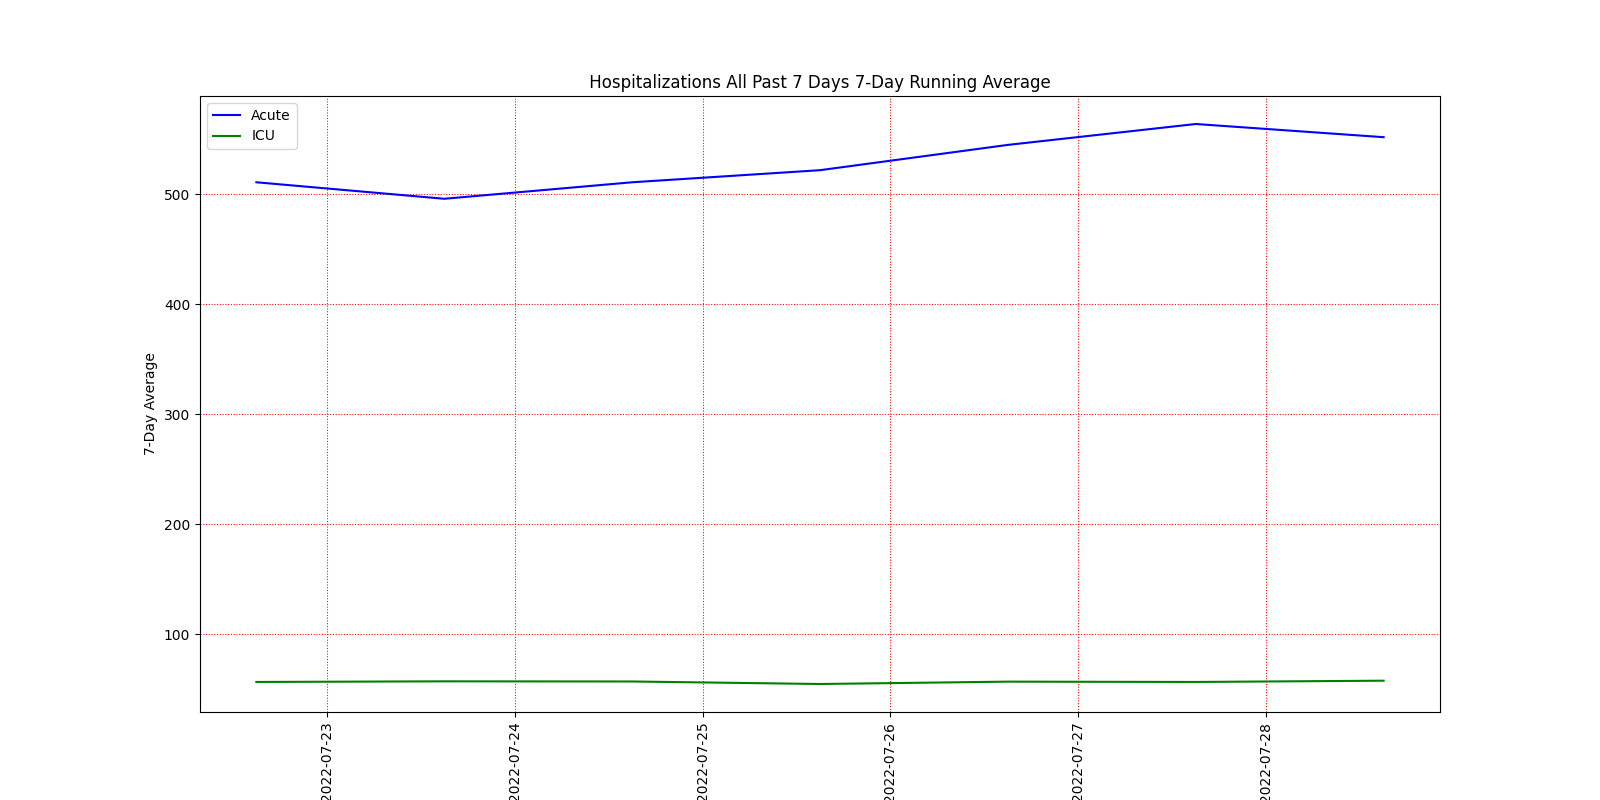 Hospitalizations All Past 7 Days 7-Day Running Average
Acute
ICU
500
400
300
200
100
7-Day Average
2022-07-23
2022-07-24
2022-07-25
2022-07-26
2022-07-27
2022-07-28